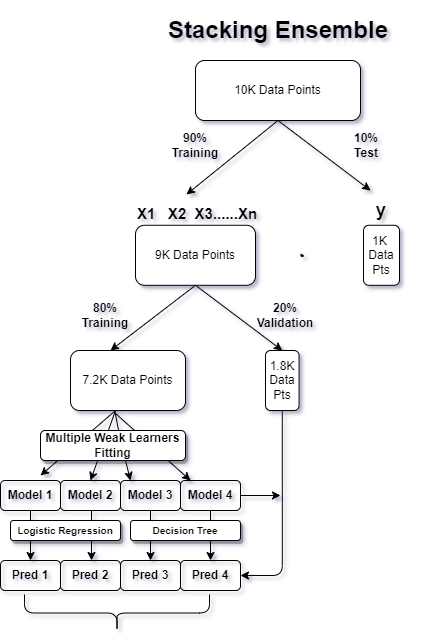 Stacking Ensemble
10K Data Points
90%
Training
10%
Test
X1 X2 X3......Xn
y
9K Data Points
1K
Data
Pts
80%
Training
20%
Validation
7.2K Data Points
1.8K
Data
Pts
Multiple Weak Learners
Fitting
Model 1 Model 2 Model 3 Model 4
Logistic Regression Decision Tree
Pred 1 Pred 2 Pred 3 Pred 4